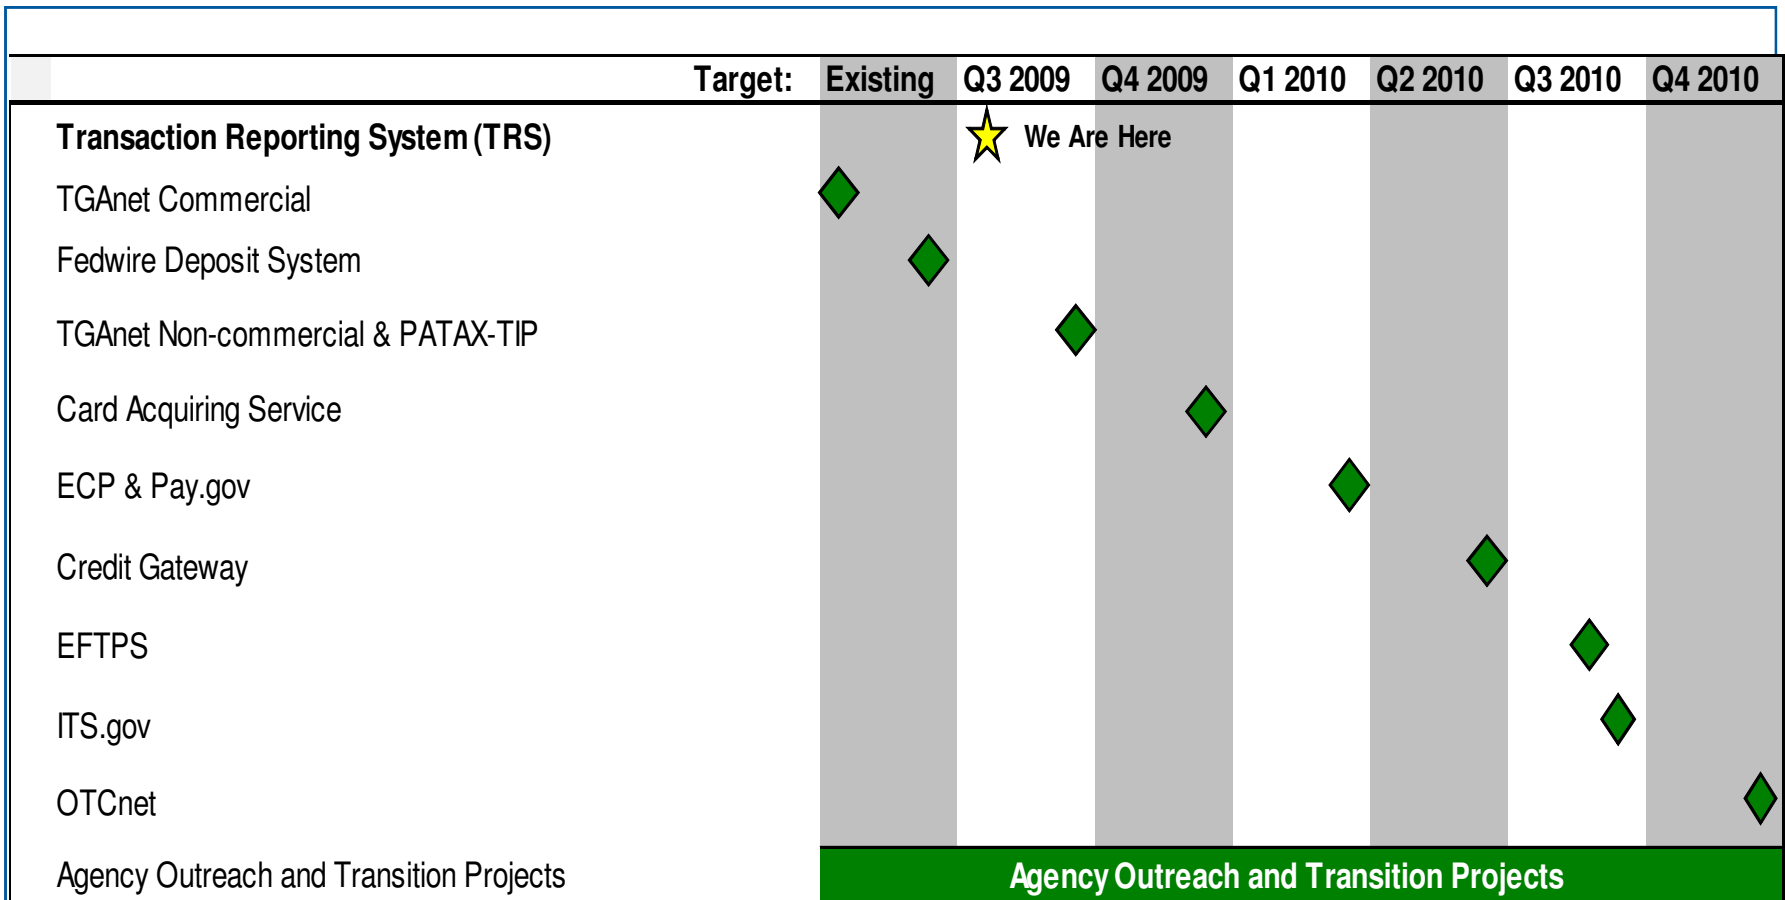 Target: Existing Q3 2009 Q4 2009 Q1 2010 Q2 2010 Q3 2010 Q4 2010
Transaction Reporting System (TRS) We Are Here
TGAnet Commercial
Fedwire Deposit System
TGAnet Non-commercial & PATAX-TIP
Card Acquiring Service
ECP & Pay.gov
Credit Gateway
EFTPS
ITS.gov
OTCnet
Agency Outreach and Transition Projects Agency Outreach and Transition Projects